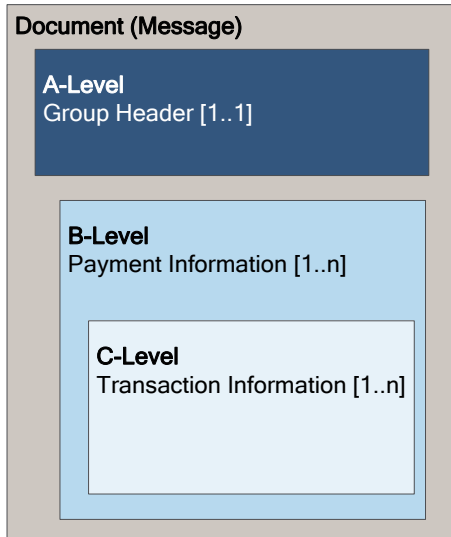 Document (Message)
A-Level
Group Header [1..1]
B-Level
Payment Information [1..n]
C-Level
Transaction Information [1..n]